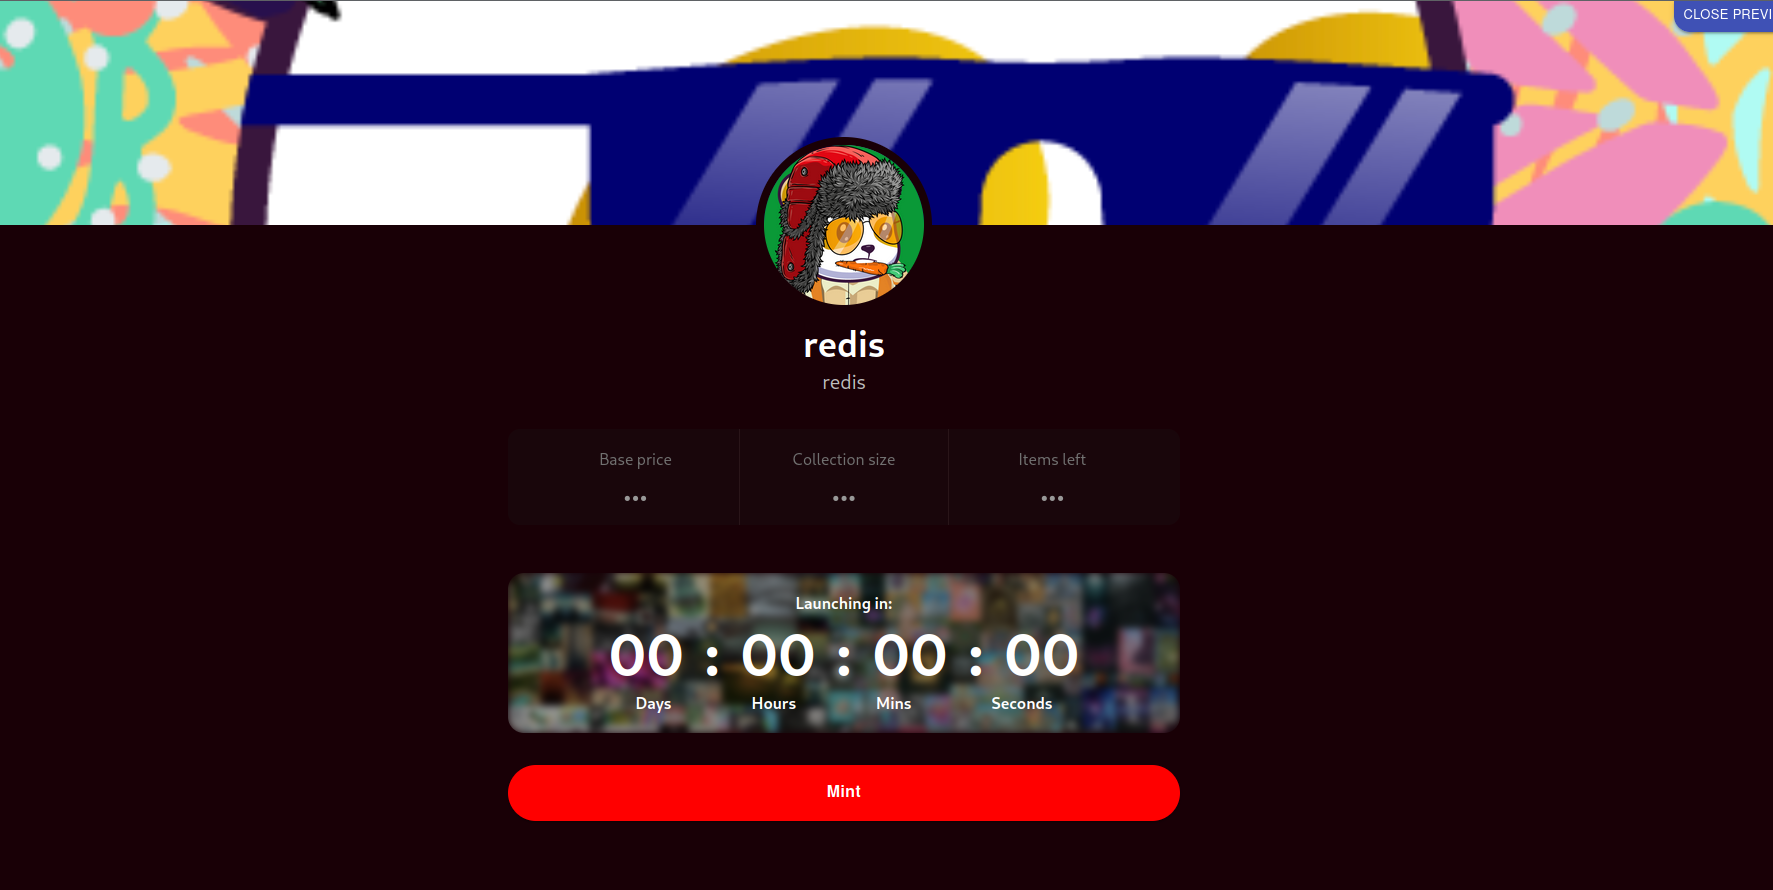 CLOSE PREVI
redis
redis
Base price Collection size Items left
••• ••• •••
Launching in:
00 : 00 : 00 : 00
Days Hours Mins Seconds
Mint